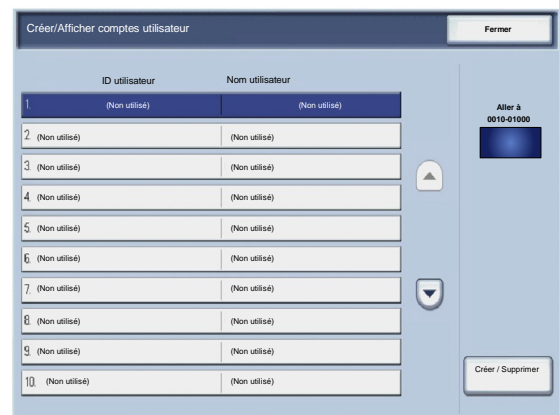 Créer/Afficher comptes utilisateur
Fermer
ID utilisateur Nom utilisateur
1. (Non utilisé) (Non utilisé)
2. (Non utilisé) (Non utilisé)
3. (Non utilisé) (Non utilisé)
4. (Non utilisé) (Non utilisé)
5. (Non utilisé) (Non utilisé)
6. (Non utilisé) (Non utilisé)
7. (Non utilisé) (Non utilisé)
8. (Non utilisé) (Non utilisé)
9. (Non utilisé) (Non utilisé)
10. (Non utilisé) (Non utilisé)
Aller à
0010-01000
Créer / Supprimer